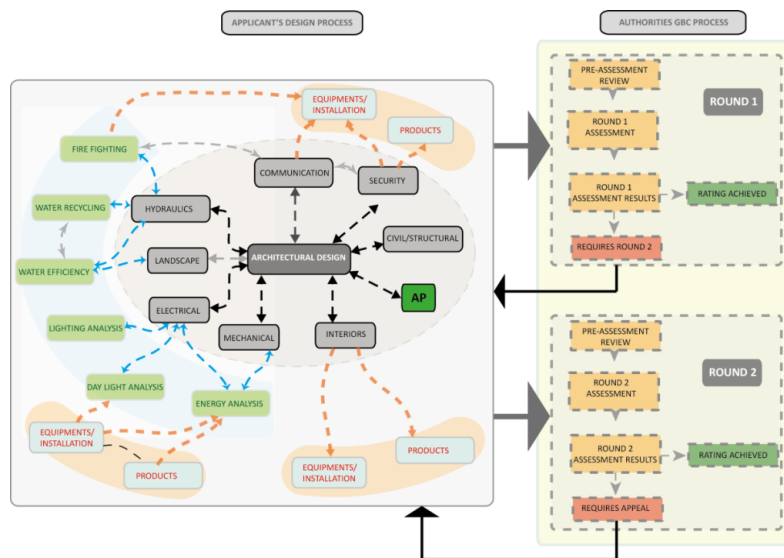 APPLICANT'S DESIGN PROCESS
AUTHORITIES GBC PROCESS
EQUIPMENTS/
INSTALLATION
PRODUCTS
FIRE FIGHTING
COMMUNICATION
SECURITY
WATER RECYCLING
HYDRAULICS
CIVIL/STRUCTURAL
WATER EFFICIENCY
LANDSCAPE
ARCHITECTURAL DESIGN
AP
ELECTRICAL
LIGHTING ANALYSIS
MECHANICAL
INTERIORS
DAY LIGHT ANALYSIS
ENERGY ANALYSIS
EQUIPMENTS/
INSTALLATION
PRODUCTS
EQUIPMENTS/
INSTALLATION
PRODUCTS
PRE-ASSESSMENT
REVIEW
ROUND 1
ROUND 1
ASSESSMENT
ROUND 1
ASSESSMENT RESULTS
RATING ACHIEVED
REQUIRES ROUND 2
PRE-ASSESSMENT
REVIEW
ROUND 2
ROUND 2
ASSESSMENT
ROUND 2
ASSESSMENT RESULTS
RATING ACHIEVED
REQUIRES APPEAL